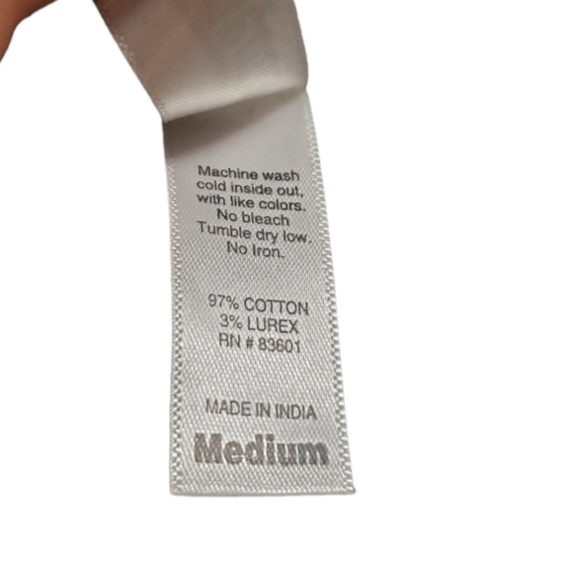 Machine wash
cold inside out,
with like colors.
No bleach
Tumble dry low.
No Iron.
97% COTTON
3% LUREX
RN # 83601
MADE IN INDIA
Medium